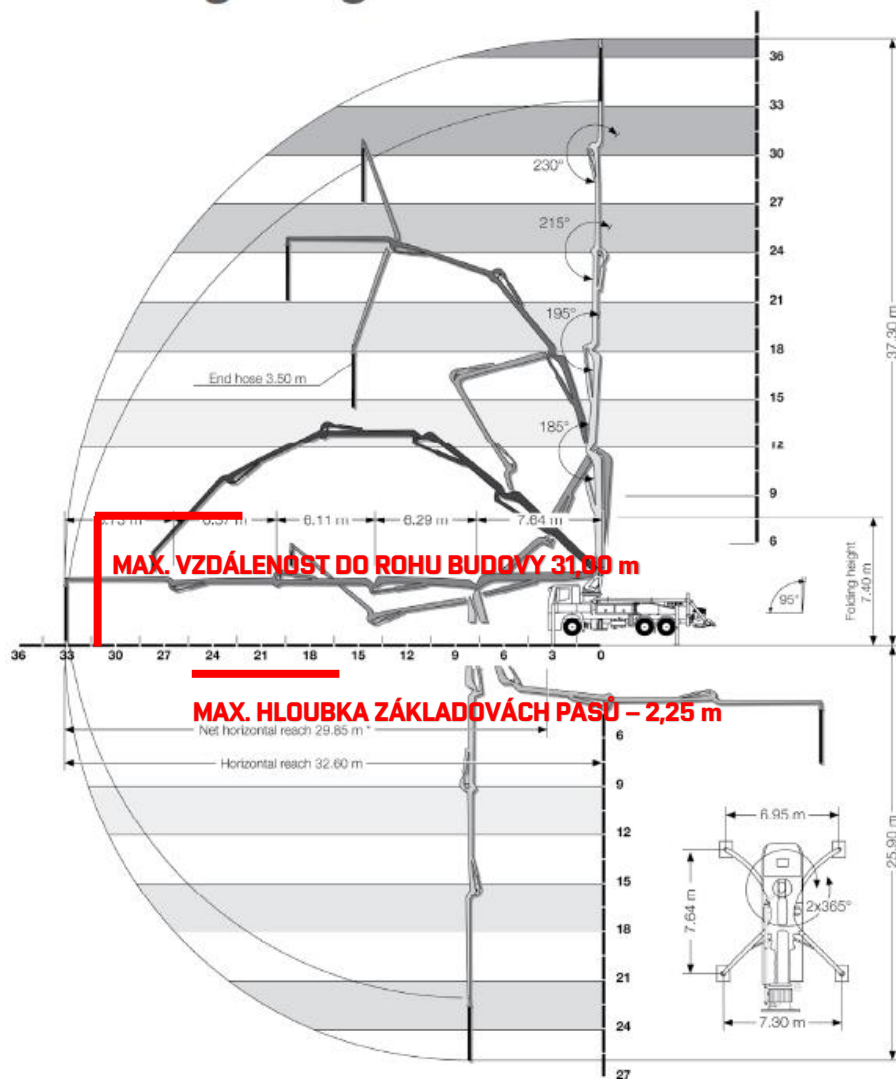 36
33
30
230°
27
215°
24
37.30 m
21
195°
18
End hose 3.50 m
15
185°
12
9
6.57 m
6.11 m
6.29 m
7.64 m
6
MAX. VZDÁLENOST DO ROHU BUDOVY 31,00 m
Folding height
7.40 m
95°
36 33 30 27 24 21 18 15 12 9 6 3 0
MAX. HLOUBKA ZÁKLADOVÁCH PASŮ – 2,25 m
Net horizontal reach 29.85 m *
6
Horizontal reach 32.60 m
9
6.95 m
12
25.90 m
15
2x365°
7.64 m
18
21
24
7.30 m
27